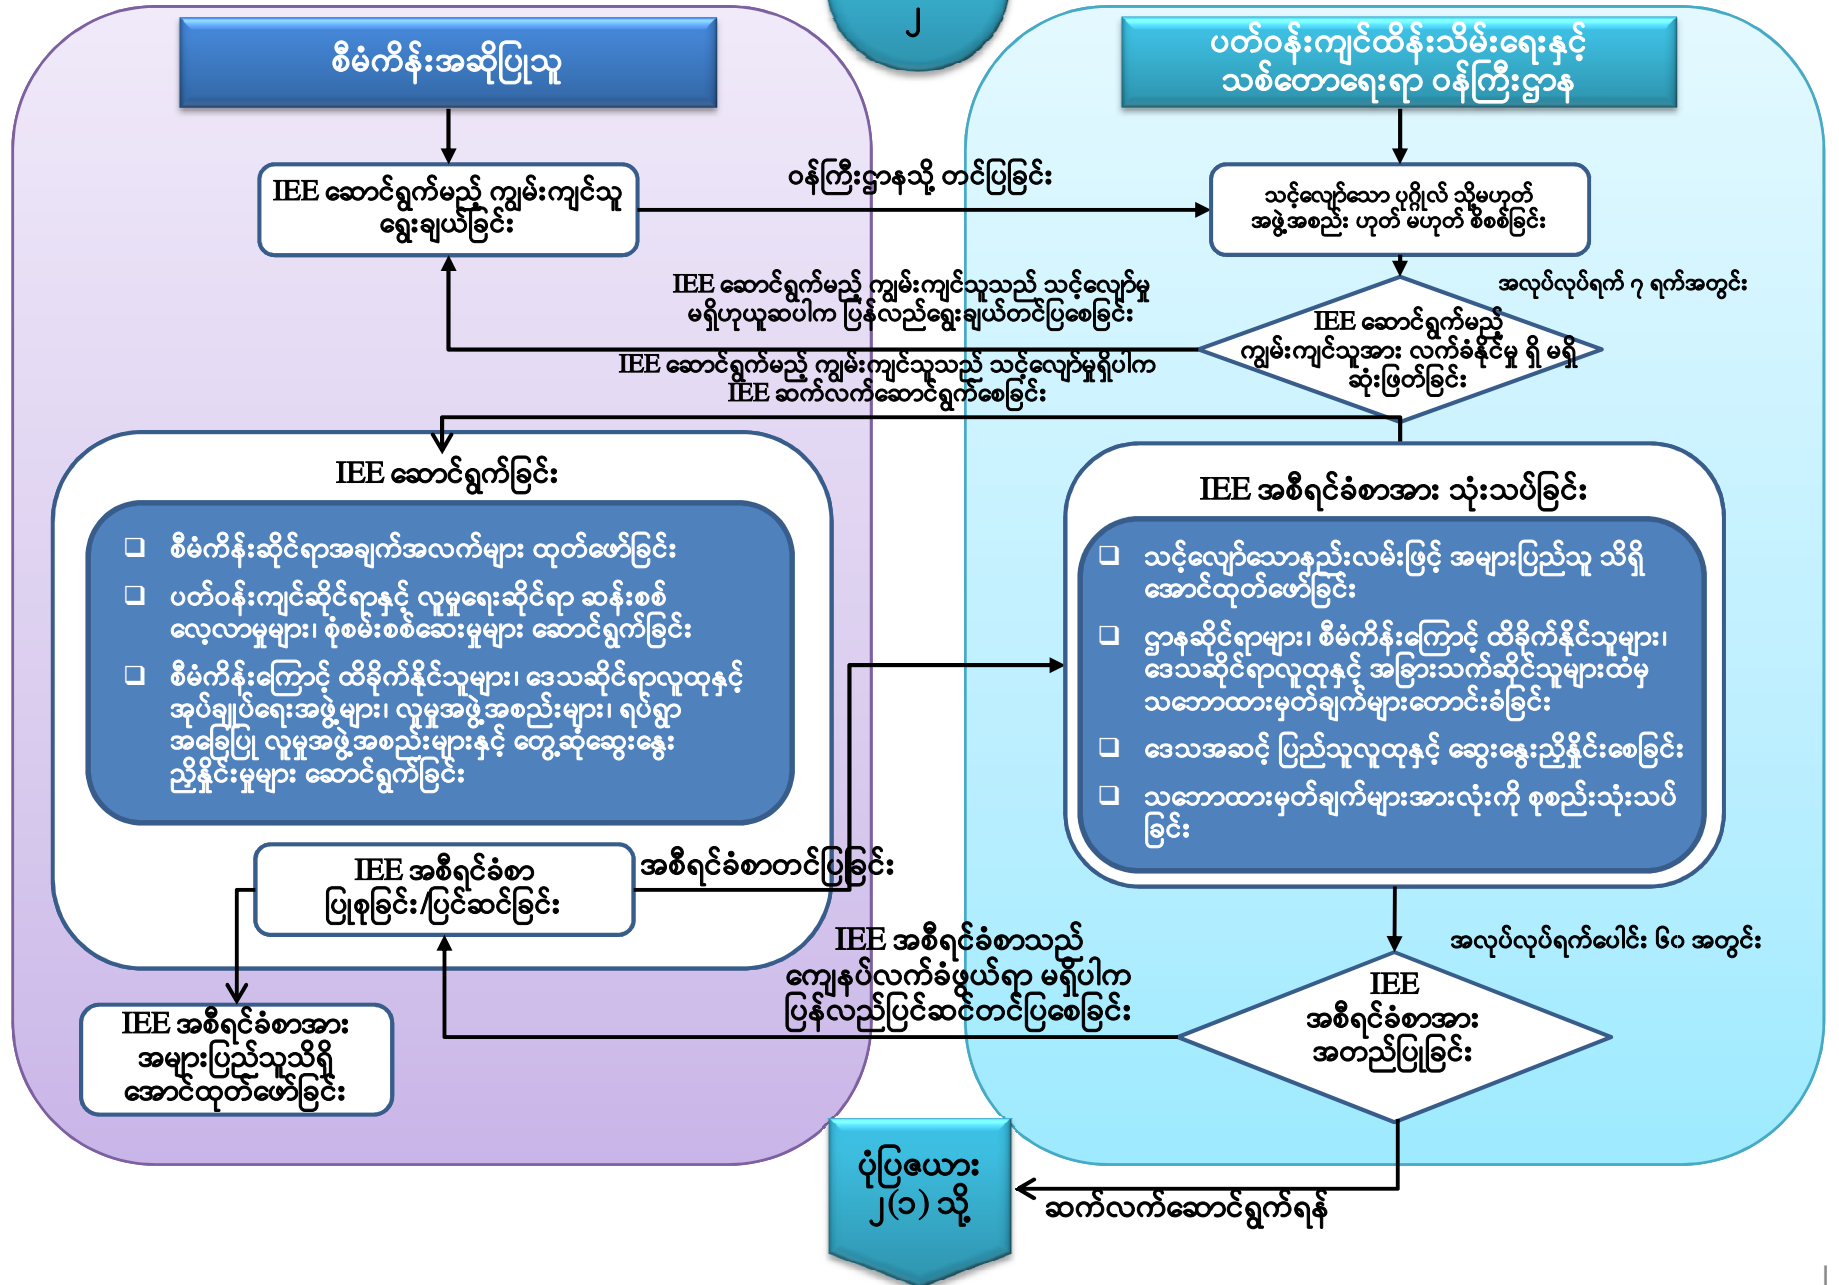 ၂
စီမံကိန်းအဆိုပြုသူ
ပတ်ဝန်းကျင်ထိန်းသိမ်းရေးနှင့်
သစ်တောရေးရာ ဝန်ကြီးဌာန
IEE ဆောင်ရွက်မည့် ကျွမ်းကျင်သူ
ရွေးချယ်ခြင်း
ဝန်ကြီးဌာနသို့ တင်ပြခြင်း
သင့်လျော်သော ပုဂ္ဂိုလ် သို့မဟုတ်
အဖွဲ့အစည်း ဟုတ် မဟုတ် စိစစ်ခြင်း
IEE ဆောင်ရွက်မည့် ကျွမ်းကျင်သူသည် သင့်လျော်မှု
မရှိဟုယူဆပါက ပြန်လည်ရွေးချယ်တင်ပြစေခြင်း
အလုပ်လုပ်ရက် ၇ ရက်အတွင်း
IEE ဆောင်ရွက်မည့်
ကျွမ်းကျင်သူအား လက်ခံနိုင်မှု ရှိ မရှိ
ဆုံးဖြတ်ခြင်း
IEE ဆောင်ရွက်မည့် ကျွမ်းကျင်သူသည် သင့်လျော်မှုရှိပါက
IEE ဆက်လက်ဆောင်ရွက်စေခြင်း
IEE ဆောင်ရွက်ခြင်း
စီမံကိန်းဆိုင်ရာအချက်အလက်များ ထုတ်ဖော်ခြင်း
ပတ်ဝန်းကျင်ဆိုင်ရာနှင့် လူမှုရေးဆိုင်ရာ ဆန်းစစ်
လေ့လာမှုများ၊ စုံစမ်းစစ်ဆေးမှုများ ဆောင်ရွက်ခြင်း
စီမံကိန်းကြောင့် ထိခိုက်နိုင်သူများ၊ ဒေသဆိုင်ရာလူထုနှင့်
အုပ်ချုပ်ရေးအဖွဲ့များ၊ လူမှုအဖွဲ့အစည်းများ၊ ရပ်ရွာ
အခြေပြု လူမှုအဖွဲ့အစည်းများနှင့် တွေ့ဆုံဆွေးနွေး
ညှိနှိုင်းမှုများ ဆောင်ရွက်ခြင်း
IEE အစီရင်ခံစာအား သုံးသပ်ခြင်း
သင့်လျော်သောနည်းလမ်းဖြင့် အများပြည်သူ သိရှိ
အောင်ထုတ်ဖော်ခြင်း
ဌာနဆိုင်ရာများ၊ စီမံကိန်းကြောင့် ထိခိုက်နိုင်သူများ၊
ဒေသဆိုင်ရာလူထုနှင့် အခြားသက်ဆိုင်သူများထံမှ
သဘောထားမှတ်ချက်များတောင်းခံခြင်း
ဒေသအဆင့် ပြည်သူလူထုနှင့် ဆွေးနွေးညှိနှိုင်းစေခြင်း
သဘောထားမှတ်ချက်များအားလုံးကို စုစည်းသုံးသပ်
ခြင်း
IEE အစီရင်ခံစာ
ပြုစုခြင်း/ပြင်ဆင်ခြင်း
အစီရင်ခံစာတင်ပြခြင်း
IEE အစီရင်ခံစာသည်
ကျေနပ်လက်ခံဖွယ်ရာ မရှိပါက
ပြန်လည်ပြင်ဆင်တင်ပြစေခြင်း
အလုပ်လုပ်ရက်ပေါင်း ၆၀ အတွင်း
IEE
အစီရင်ခံစာအား
အတည်ပြုခြင်း
IEE အစီရင်ခံစာအား
အများပြည်သူသိရှိ
အောင်ထုတ်ဖော်ခြင်း
ပုံပြဇယား
၂(၁) သို့
ဆက်လက်ဆောင်ရွက်ရန်